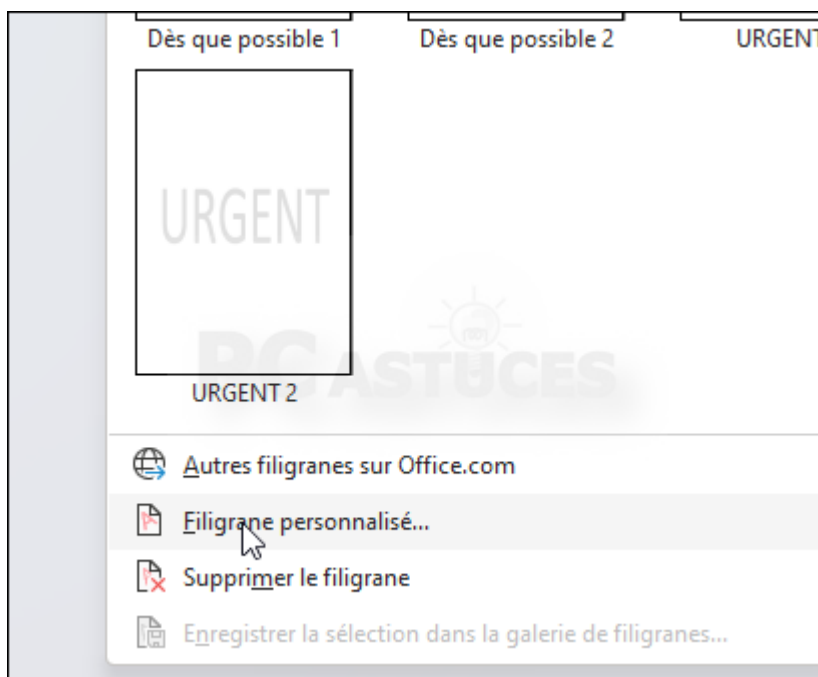 Dès que possible 1 Dès que possible 2 URGENT
URGENT
PC ASTUCES
URGENT 2
Autres filigranes sur Office.com
Filigrane personnalisé...
Supprimer le filigrane
Enregistrer la sélection dans la galerie de filigranes...